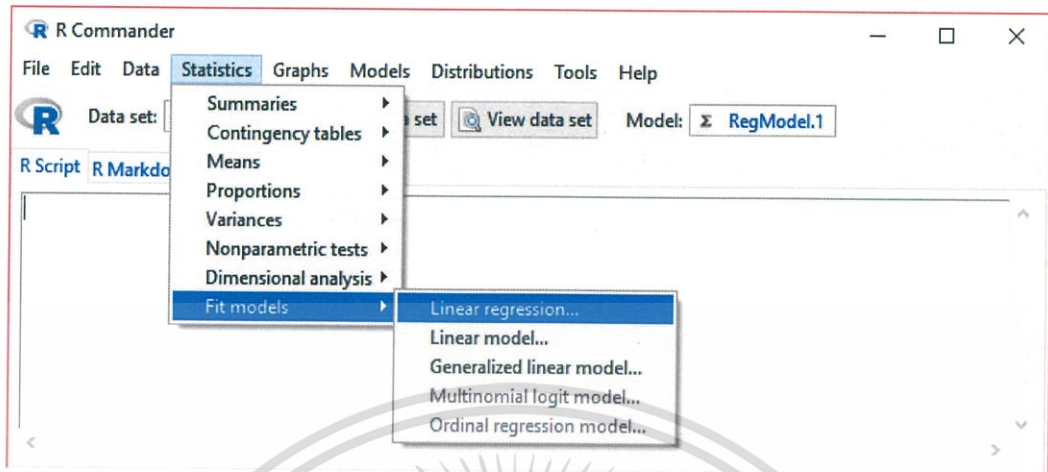 R Commander
File Edit Data Statistics Graphs Models Distributions Tools Help
R Data set: set View data set Model: Σ RegModel.1
R Script R Markdo
Summaries
Contingency tables
Means
Proportions
Variances
Nonparametric tests
Dimensional analysis
Fit models
Linear regression...
Linear model...
Generalized linear model...
Multinomial logit model...
Ordinal regression model...